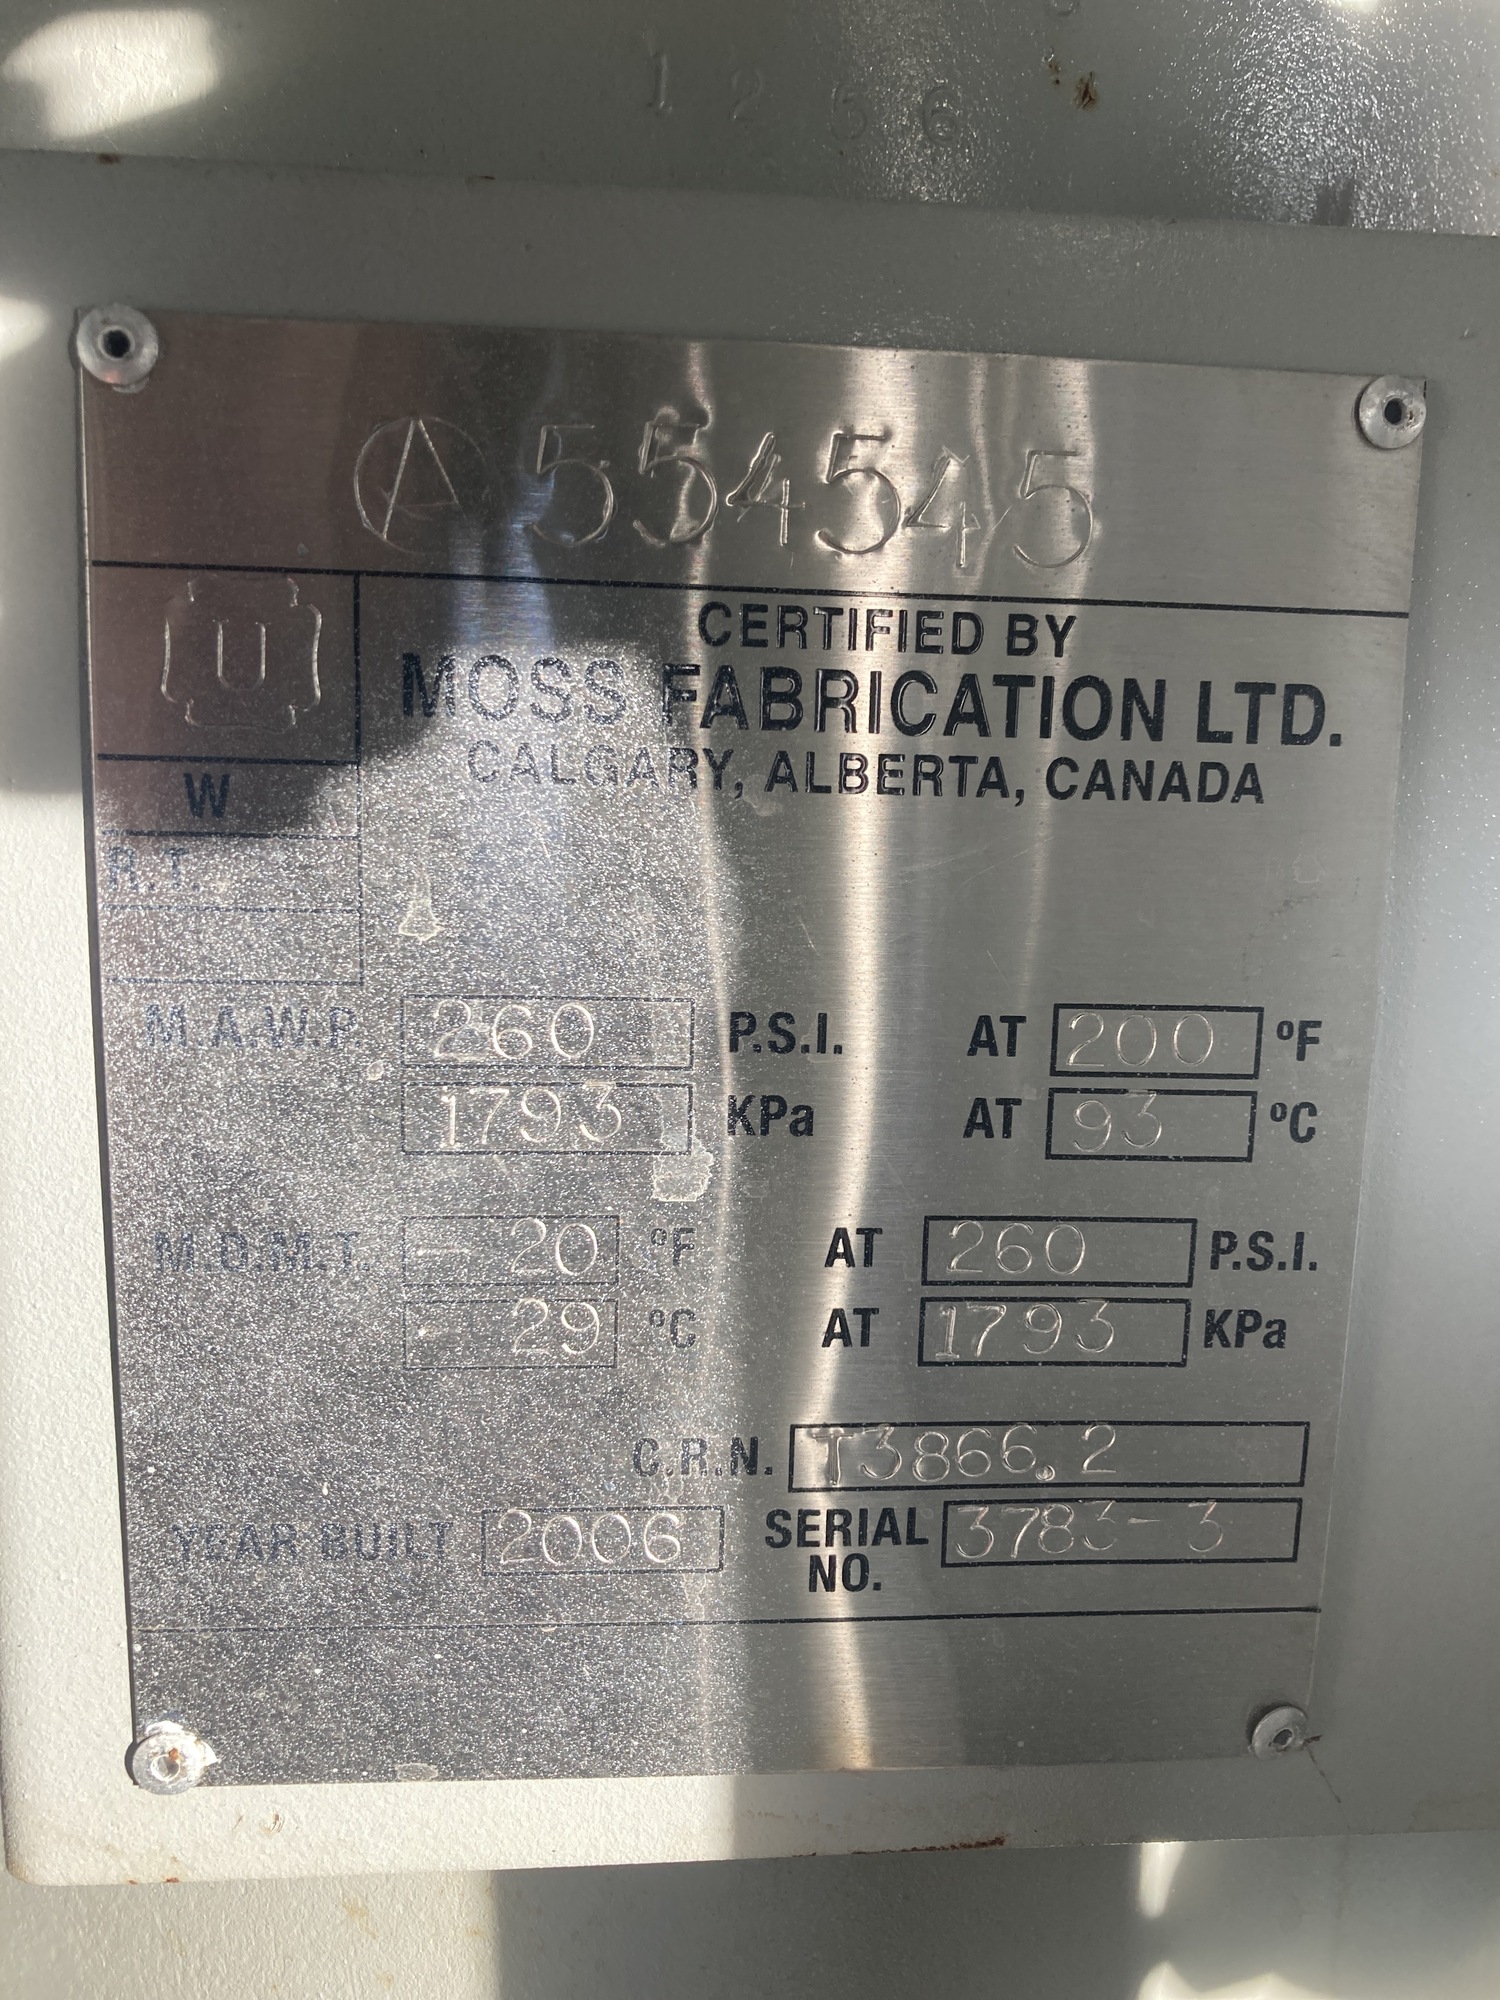 1266
Ⓐ 554545
CERTIFIED BY
U
MOSS FABRICATION LTD.
CALGARY, ALBERTA, CANADA
W
R.T.
M.A.W.P. 260 P.S.I. AT 200 °F
1793 KPa AT 93 °C
M.D.M.T. - 20 °F AT 260 P.S.I.
- 29 °C AT 1793 KPa
C.R.N. T3866.2
YEAR BUILT 2006 SERIAL NO. 3783-3